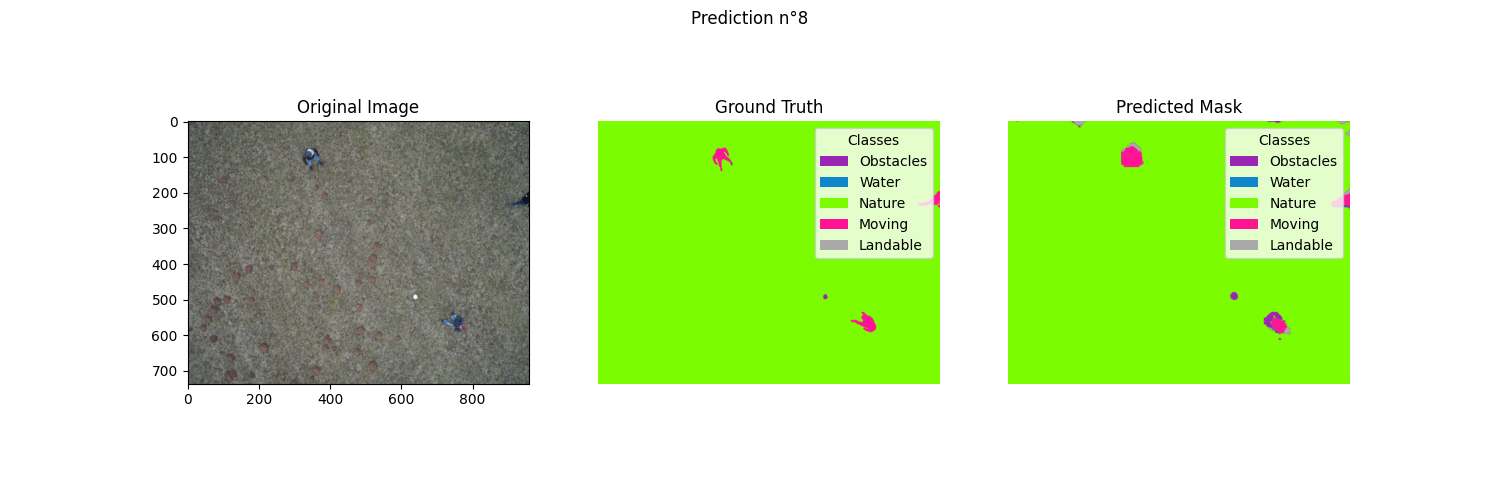 Prediction n°8
Original Image
Ground Truth
Predicted Mask
0
100
200
300
400
500
600
700
0
200
400
600
800
Classes
Obstacles
Water
Nature
Moving
Landable
Classes
Obstacles
Water
Nature
Moving
Landable